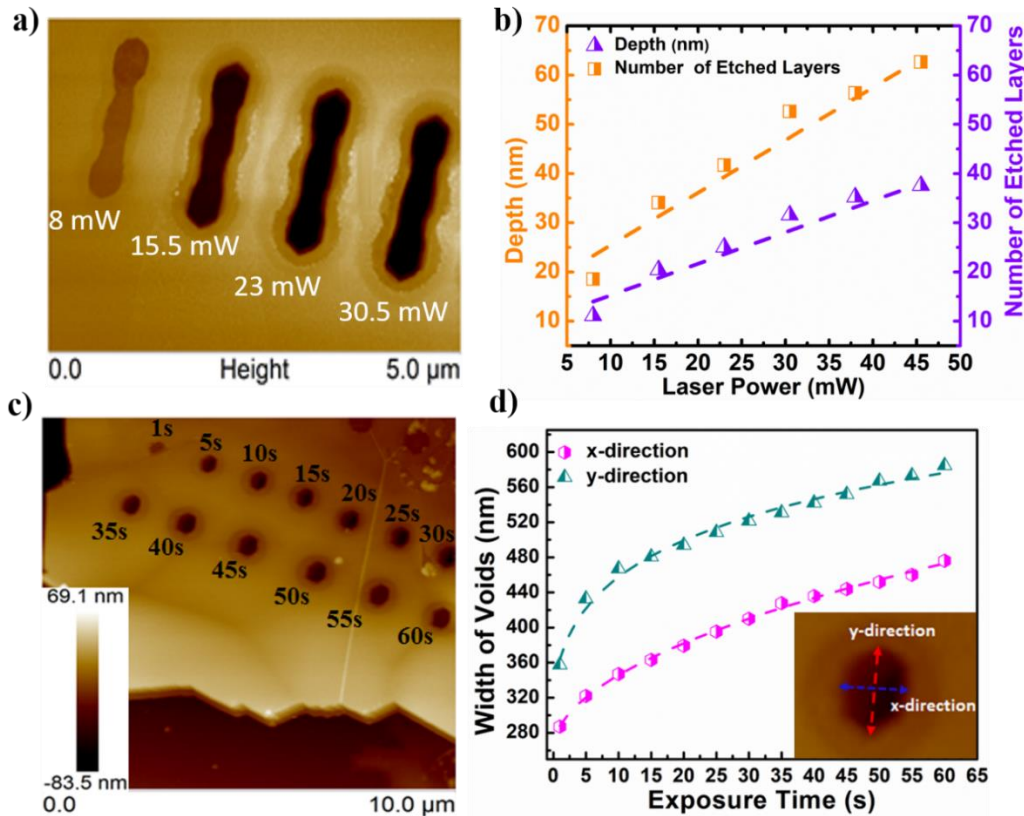 a)
8 mW
15.5 mW
23 mW
30.5 mW
0.0 Height 5.0 µm
b)
Depth (nm)
Number of Etched Layers
70
60
50
40
30
20
10
Depth (nm)
70
60
50
40
30
20
10
Number of Etched Layers
5 10 15 20 25 30 35 40 45 50
Laser Power (mW)
c)
1s
5s
10s
15s
20s
25s
30s
35s
40s
45s
50s
55s
60s
69.1 nm
-83.5 nm
0.0 10.0 µm
d)
x-direction
y-direction
600
560
520
480
440
400
360
320
280
Width of Voids (nm)
y-direction
x-direction
0 5 10 15 20 25 30 35 40 45 50 55 60 65
Exposure Time (s)